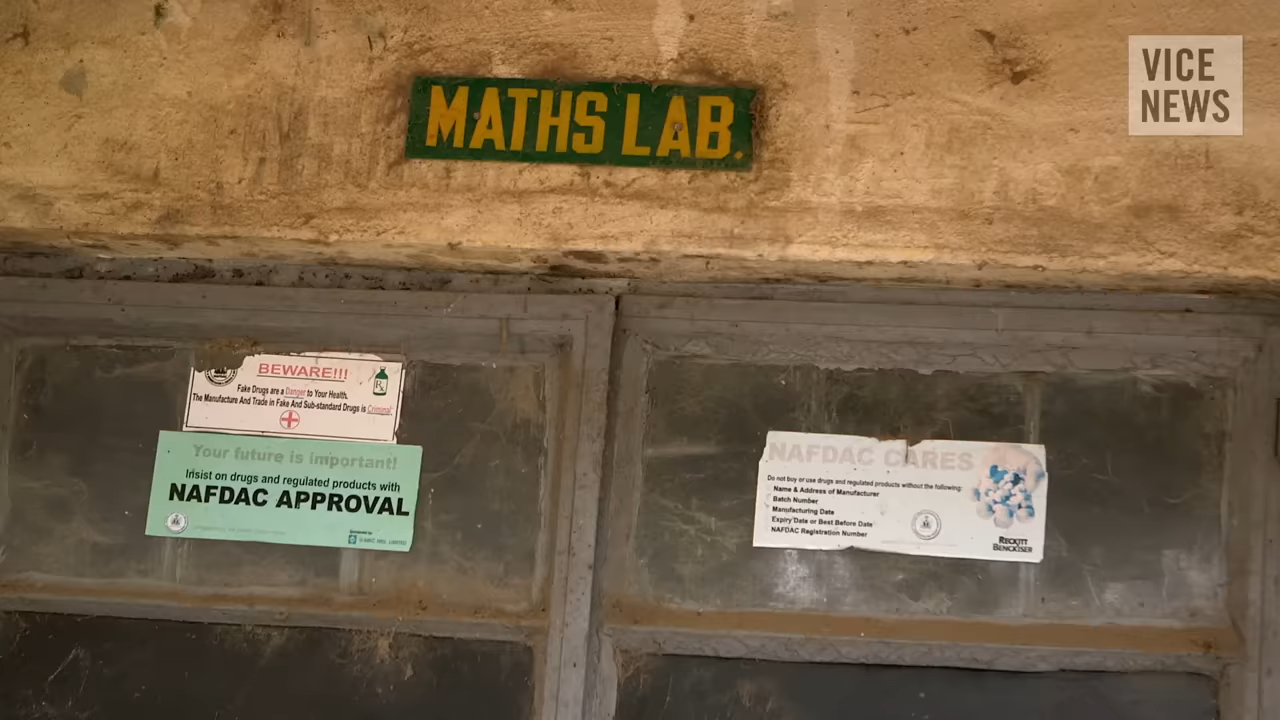 VICE
NEWS
MATHS LAB.
BEWARE!!!
Fake Drugs are a Danger to Your Health.
The Manufacture And Trade in Fake And Sub-standard Drugs is Criminal
Rx
Your future is important!
Insist on drugs and regulated products with
NAFDAC APPROVAL
NAFDAC CARES
Do not buy or use drugs and regulated products without the following:
Name & Address of Manufacturer
Batch Number
Manufacturing Date
Expiry Date or Best Before Date
NAFDAC Registration Number
RECKITT
BENCKISER